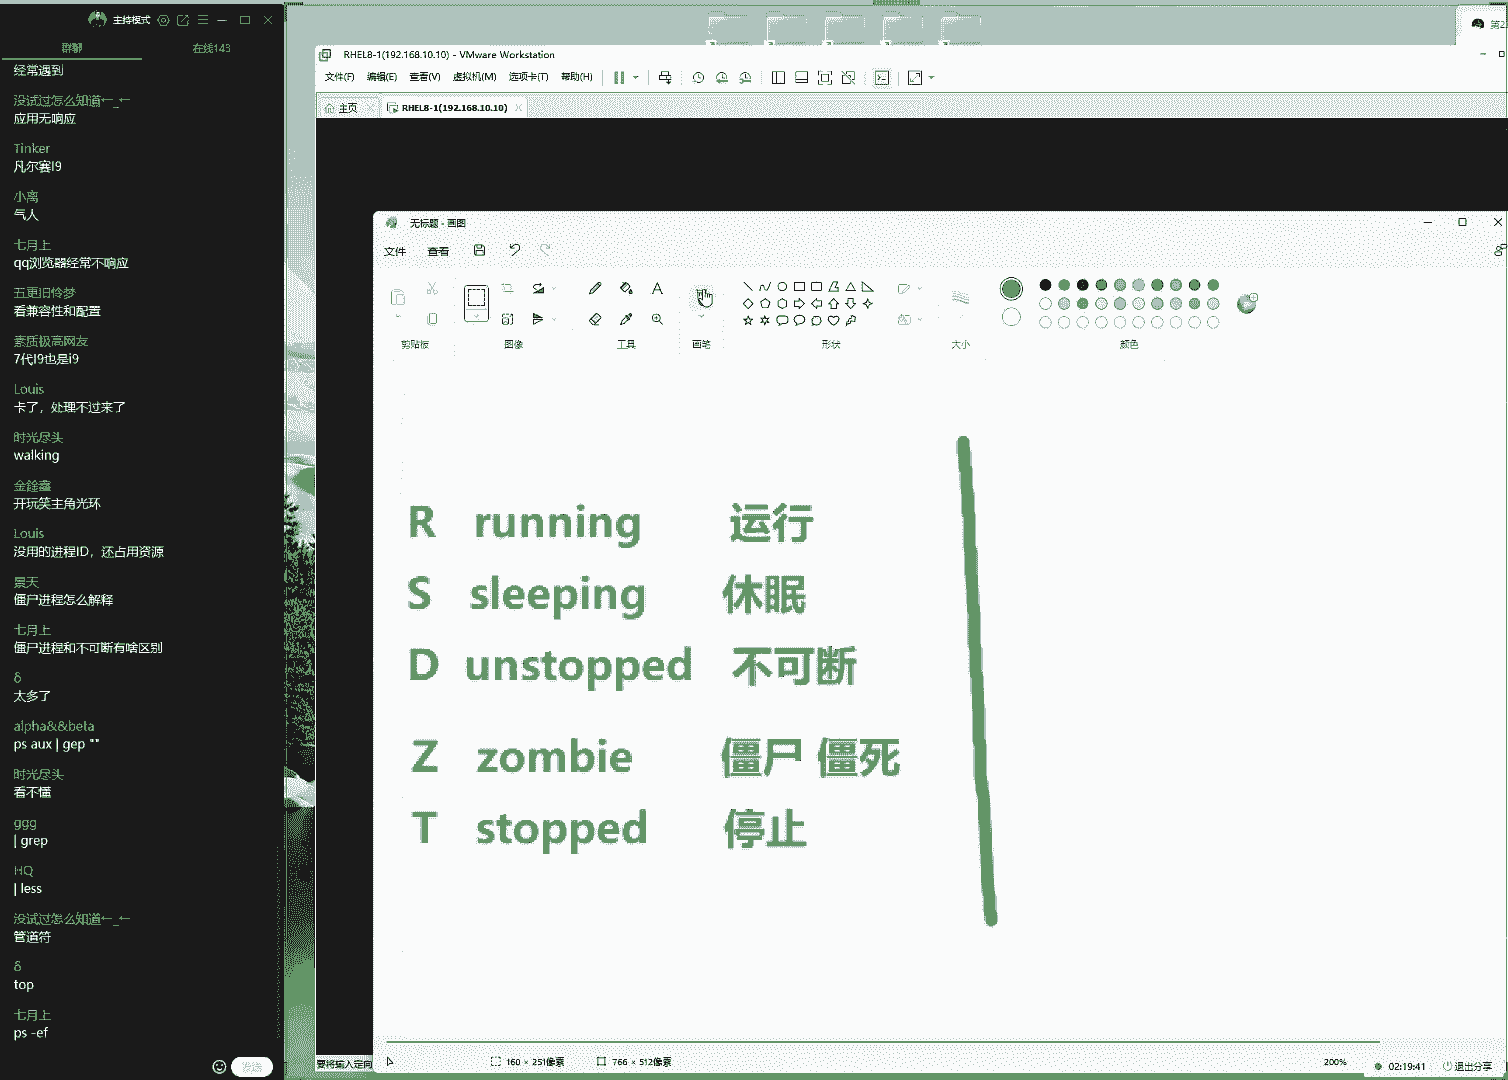 主持模式
群聊 在线143
经常遇到
没试过怎么知道←_←
应用无响应
Tinker
凡尔赛I9
小离
气人
七月上
qq浏览器经常不响应
五更旧怜梦
看兼容性和配置
素质极高网友
7代I9也是i9
Louis
卡了，处理不过来了
时光尽头
walking
金銓鑫
开玩笑主角光环
Louis
没用的进程ID，还占用资源
景天
僵尸进程怎么解释
七月上
僵尸进程和不可断有啥区别
δ
太多了
alpha&&beta
ps aux | gep ""
时光尽头
看不懂
ggg
| grep
HQ
| less
没试过怎么知道←_←
管道符
δ
top
七月上
ps -ef
发送
第2
RHEL8-1(192.168.10.10) - VMware Workstation
文件(F) 编辑(E) 查看(V) 虚拟机(M) 选项卡(T) 帮助(H)
主页 RHEL8-1(192.168.10.10)
无标题 - 画图
文件 查看
剪贴板 图像 工具 画笔 形状 大小 颜色
R running 运行
S sleeping 休眠
D unstopped 不可断
Z zombie 僵尸 僵死
T stopped 停止
要将输入定向
160 × 251像素 766 × 512像素 200%
02:19:41 退出分享